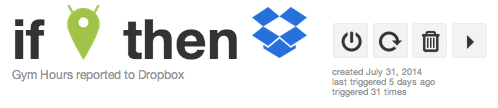 if then
Gym Hours reported to Dropbox
created July 31, 2014
last triggered 5 days ago
triggered 31 times